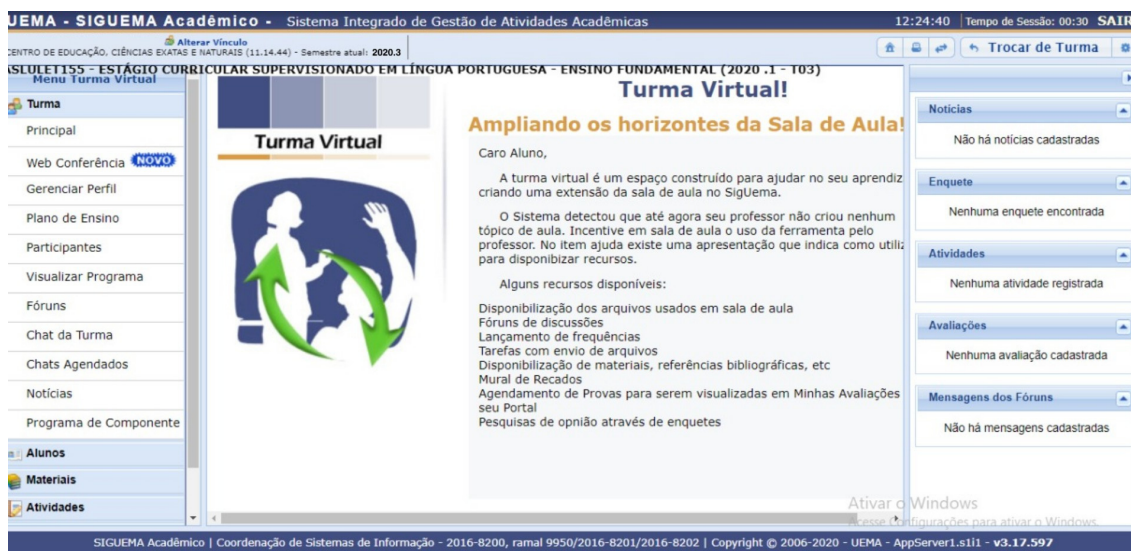 UEMA - SIGUEMA Acadêmico - Sistema Integrado de Gestão de Atividades Acadêmicas 12:24:40 Tempo de Sessão: 00:30 SAIR
Alterar Vínculo
CENTRO DE EDUCAÇÃO, CIÊNCIAS EXATAS E NATURAIS (11.14.44) - Semestre atual: 2020.3
Trocar de Turma
ASLULET155 - ESTÁGIO CURRICULAR SUPERVISIONADO EM LÍNGUA PORTUGUESA - ENSINO FUNDAMENTAL (2020 .1 - T03)
Menu Turma Virtual
Turma
Principal
Web Conferência NOVO
Gerenciar Perfil
Plano de Ensino
Participantes
Visualizar Programa
Fóruns
Chat da Turma
Chats Agendados
Notícias
Programa de Componente
Alunos
Materiais
Atividades
Turma Virtual
Turma Virtual!
Ampliando os horizontes da Sala de Aula!
Caro Aluno,
A turma virtual é um espaço construído para ajudar no seu aprendiz
criando uma extensão da sala de aula no SigUema.
O Sistema detectou que até agora seu professor não criou nenhum
tópico de aula. Incentive em sala de aula o uso da ferramenta pelo
professor. No item ajuda existe uma apresentação que indica como utiliz
para disponibizar recursos.
Alguns recursos disponíveis:
Disponibilização dos arquivos usados em sala de aula
Fóruns de discussões
Lançamento de frequências
Tarefas com envio de arquivos
Disponibilização de materiais, referências bibliográficas, etc
Mural de Recados
Agendamento de Provas para serem visualizadas em Minhas Avaliações
seu Portal
Pesquisas de opnião através de enquetes
Notícias
Não há notícias cadastradas
Enquete
Nenhuma enquete encontrada
Atividades
Nenhuma atividade registrada
Avaliações
Nenhuma avaliação cadastrada
Mensagens dos Fóruns
Não há mensagens cadastradas
Ativar o Windows
Acesse Configurações para ativar o Windows.
SIGUEMA Acadêmico | Coordenação de Sistemas de Informação - 2016-8200, ramal 9950/2016-8201/2016-8202 | Copyright © 2006-2020 - UEMA - AppServer1.s1i1 - v3.17.597